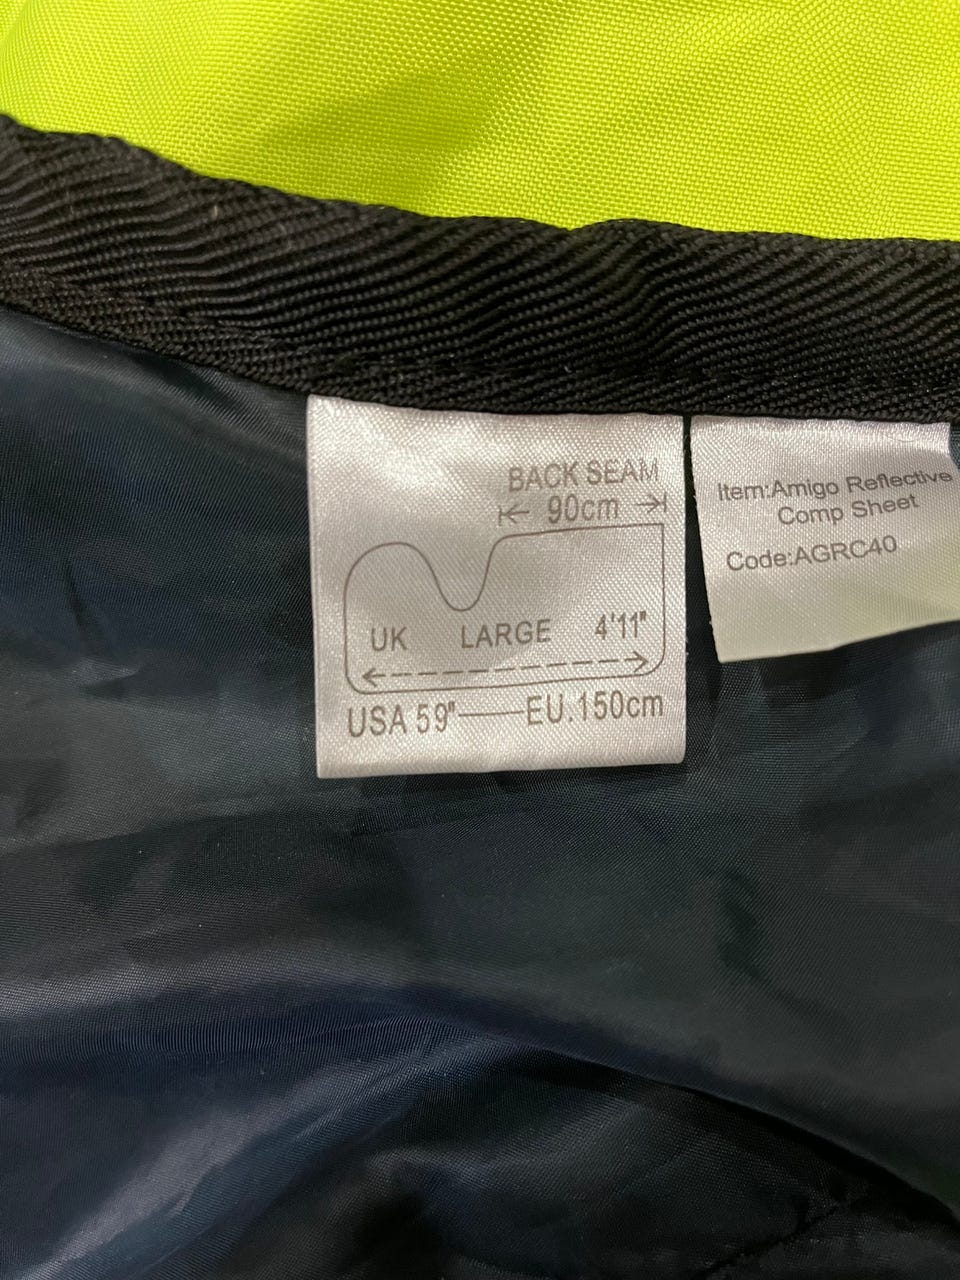 BACK SEAM
90cm
UK LARGE 4'11"
USA 59" EU.150cm
Item:Amigo Reflective
Comp Sheet
Code:AGRC40